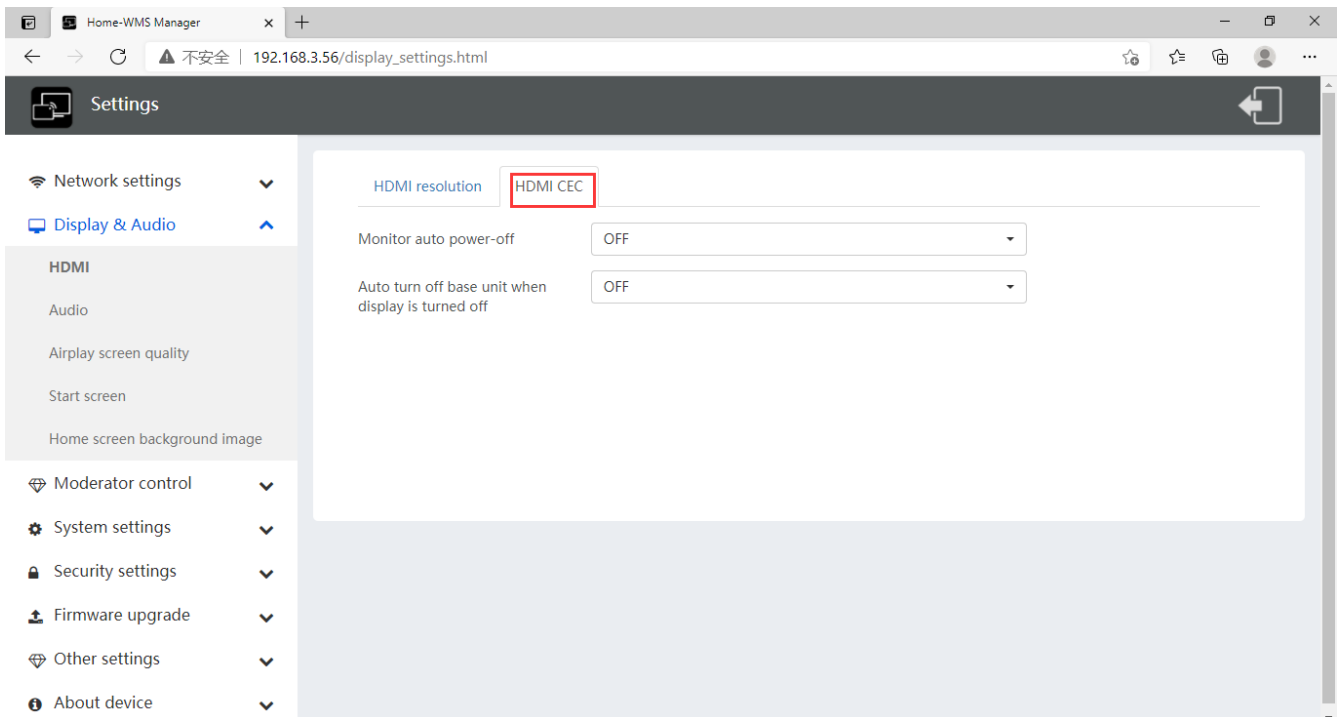 Home-WMS Manager
不安全 | 192.168.3.56/display_settings.html
Settings
Network settings
Display & Audio
HDMI
Audio
Airplay screen quality
Start screen
Home screen background image
Moderator control
System settings
Security settings
Firmware upgrade
Other settings
About device
HDMI resolution
HDMI CEC
Monitor auto power-off
OFF
Auto turn off base unit when
display is turned off
OFF